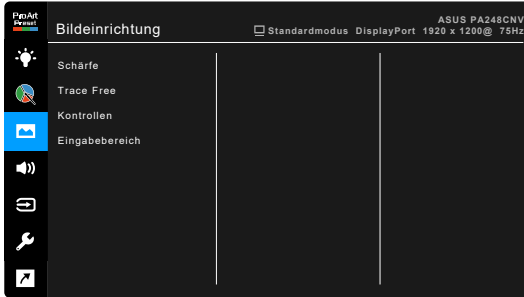 ProArt
Preset
Bildeinrichtung
ASUS PA248CNV
Standardmodus DisplayPort 1920 x 1200@ 75Hz
Schärfe
Trace Free
Kontrollen
Eingabebereich